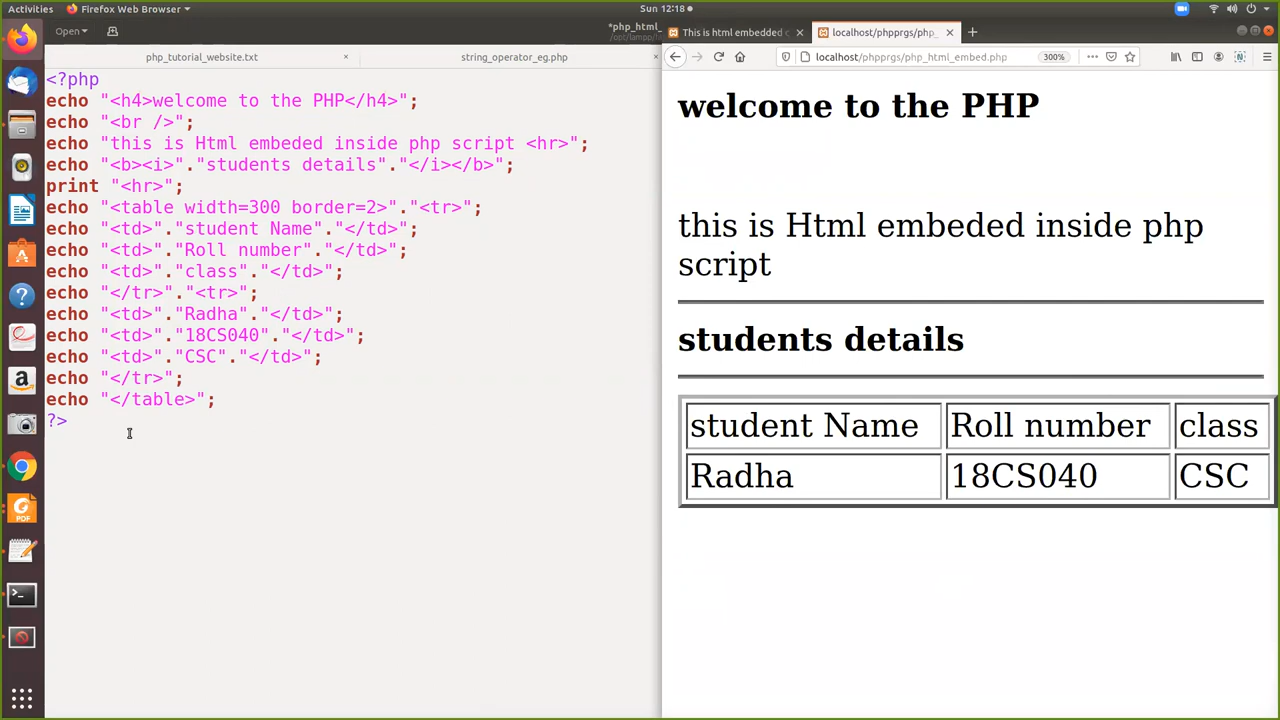 Activities
Firefox Web Browser
Sun 12:18
Open
*php_html_
/opt/lampp/
php_tutorial_website.txt
string_operator_eg.php
<?php
echo "<h4>welcome to the PHP</h4>";
echo "<br />";
echo "this is Html embeded inside php script <hr>";
echo "<b><i>"."students details"."</i></b>";
print "<hr>";
echo "<table width=300 border=2>"."<tr>";
echo "<td>"."student Name"."</td>";
echo "<td>"."Roll number"."</td>";
echo "<td>"."class"."</td>";
echo "</tr>"."<tr>";
echo "<td>"."Radha"."</td>";
echo "<td>"."18CS040"."</td>";
echo "<td>"."CSC"."</td>";
echo "</tr>";
echo "</table>";
?>
This is html embedded
localhost/phpprgs/php_
localhost/phpprgs/php_html_embed.php
300%
welcome to the PHP
this is Html embeded inside php
script
students details
student Name Roll number class
Radha 18CS040 CSC
PDF